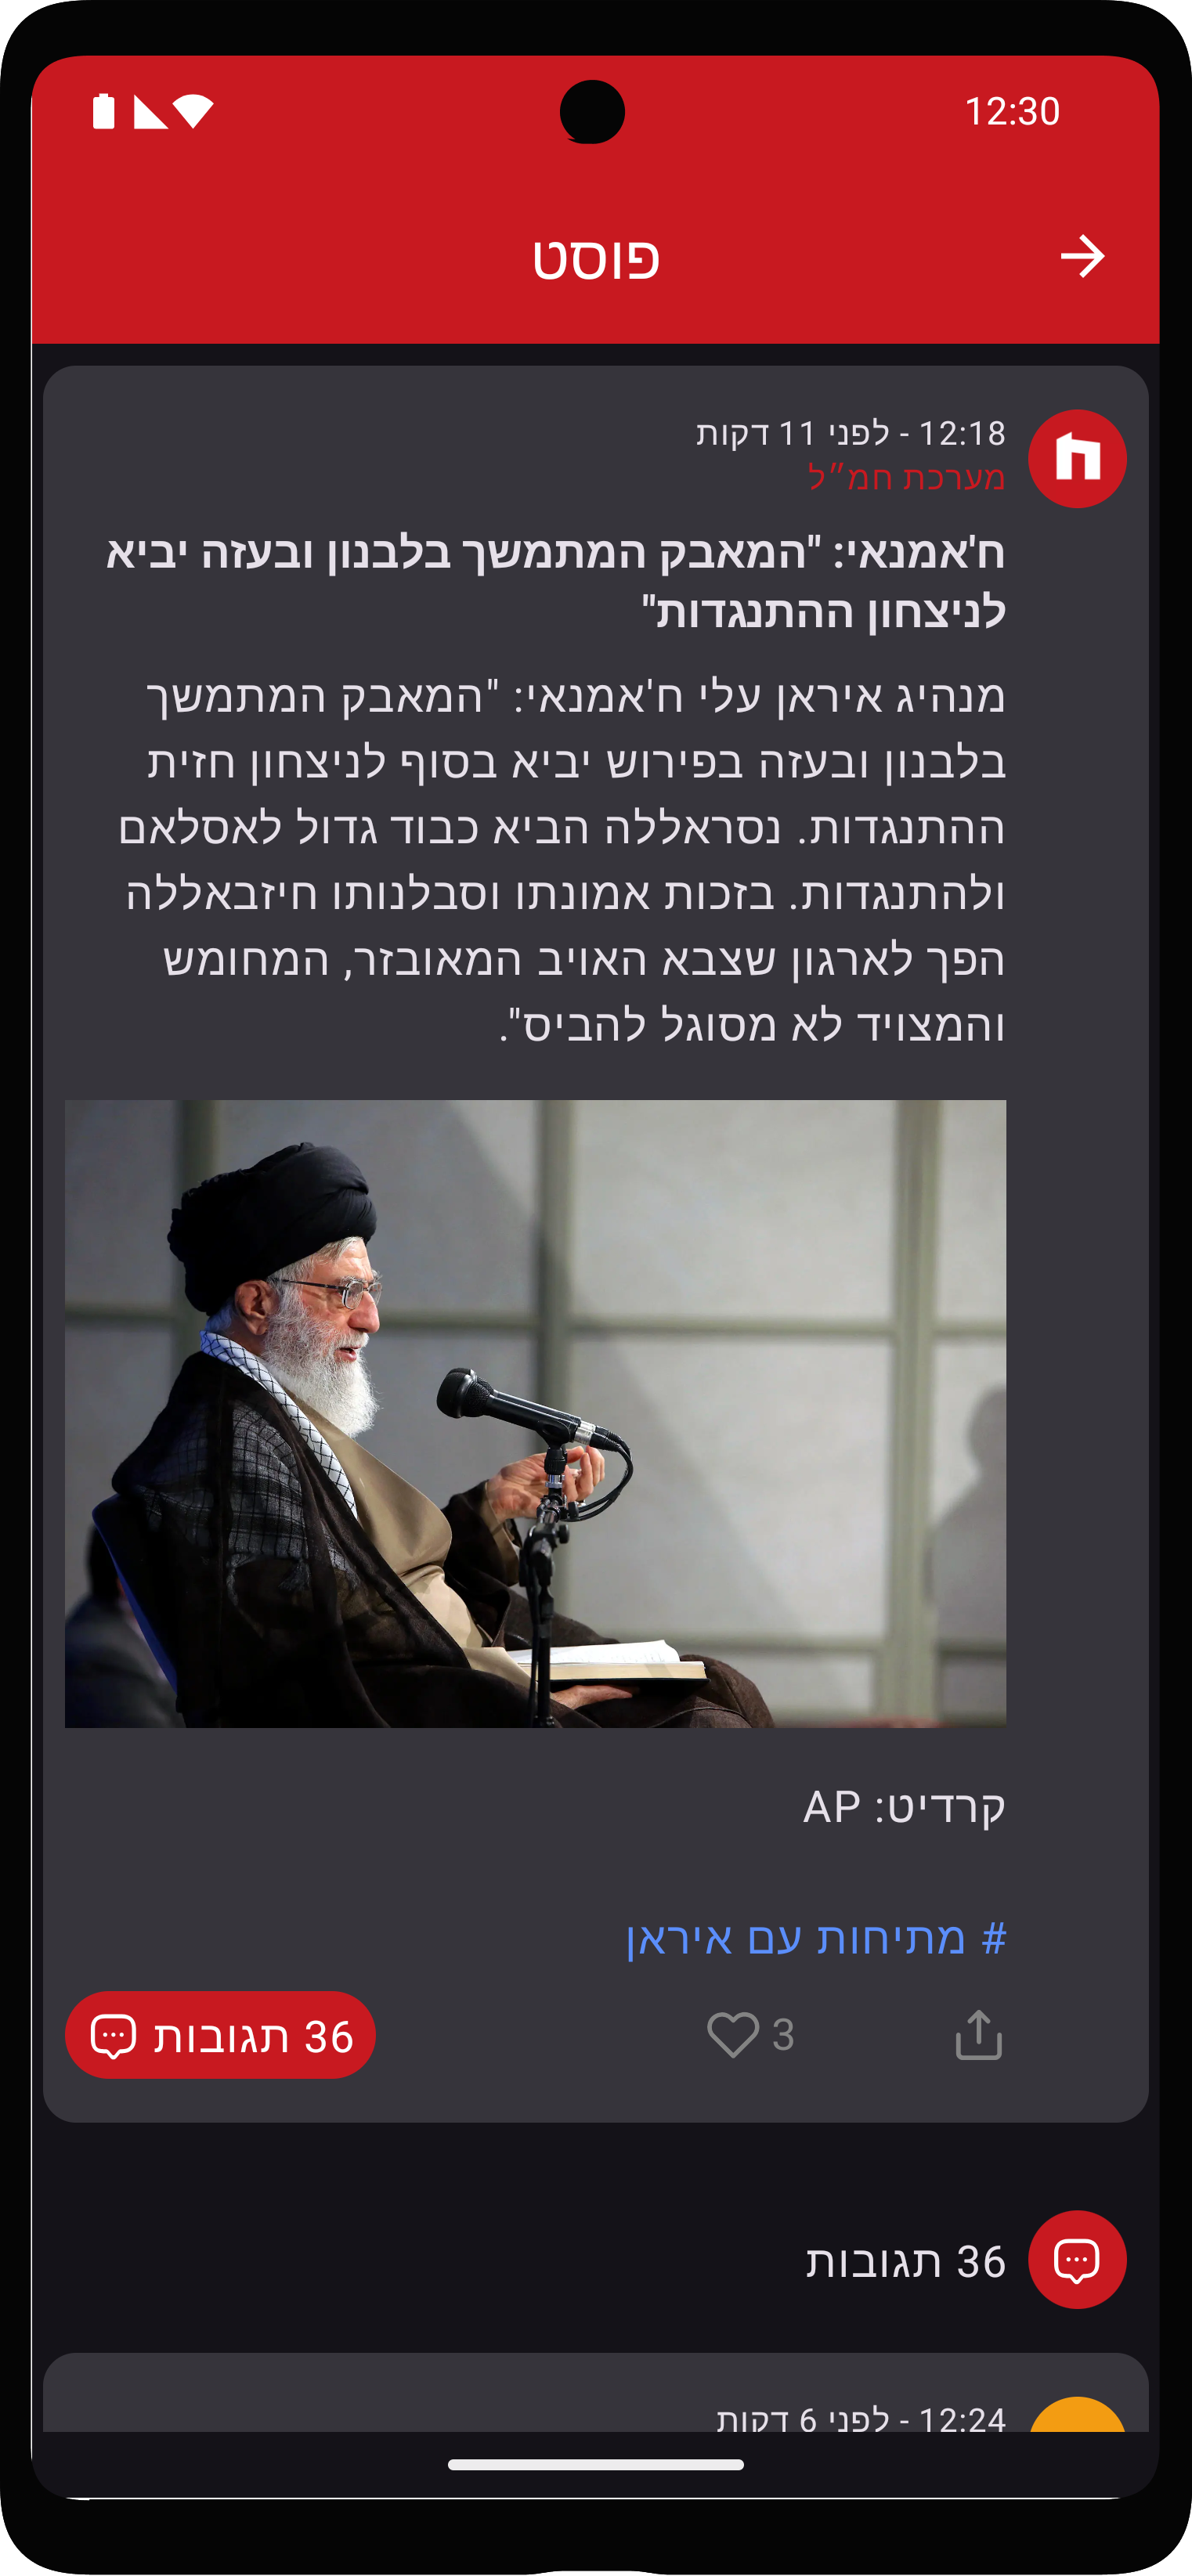 12:30
פוסט
12:18 - לפני 11 דקות
מערכת חמ״ל
ח'אמנאי: "המאבק המתמשך בלבנון ובעזה יביא
לניצחון ההתנגדות"
מנהיג איראן עלי ח'אמנאי: "המאבק המתמשך
בלבנון ובעזה בפירוש יביא בסוף לניצחון חזית
ההתנגדות. נסראללה הביא כבוד גדול לאסלאם
ולהתנגדות. בזכות אמונתו וסבלנותו חיזבאללה
הפך לארגון שצבא האויב המאובזר, המחומש
והמצויד לא מסוגל להביס".
קרדיט: AP
# מתיחות עם איראן
3
36 תגובות
36 תגובות
12:24 - לפני 6 דקות